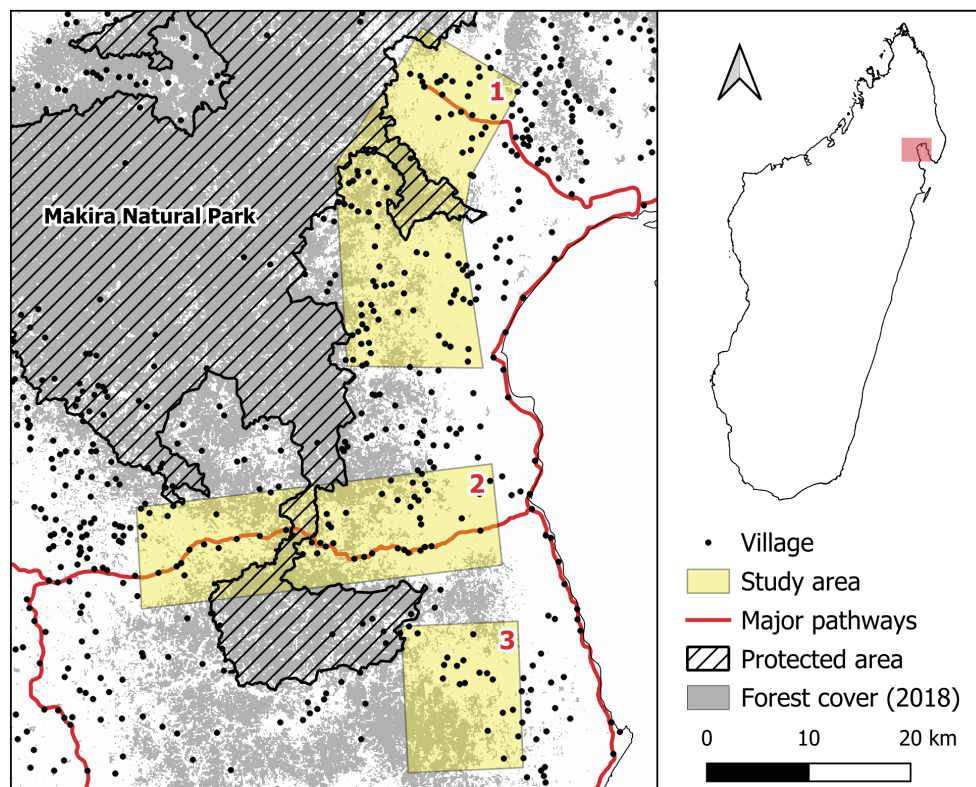 1
Makira Natural Park
2
3
Village
Study area
Major pathways
Protected area
Forest cover (2018)
0 10 20 km